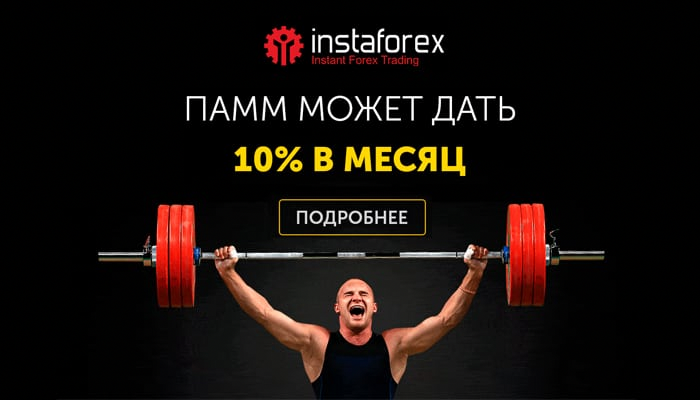 instaforex
Instant Forex Trading
ПАММ МОЖЕТ ДАТЬ
10% В МЕСЯЦ
ПОДРОБНЕЕ